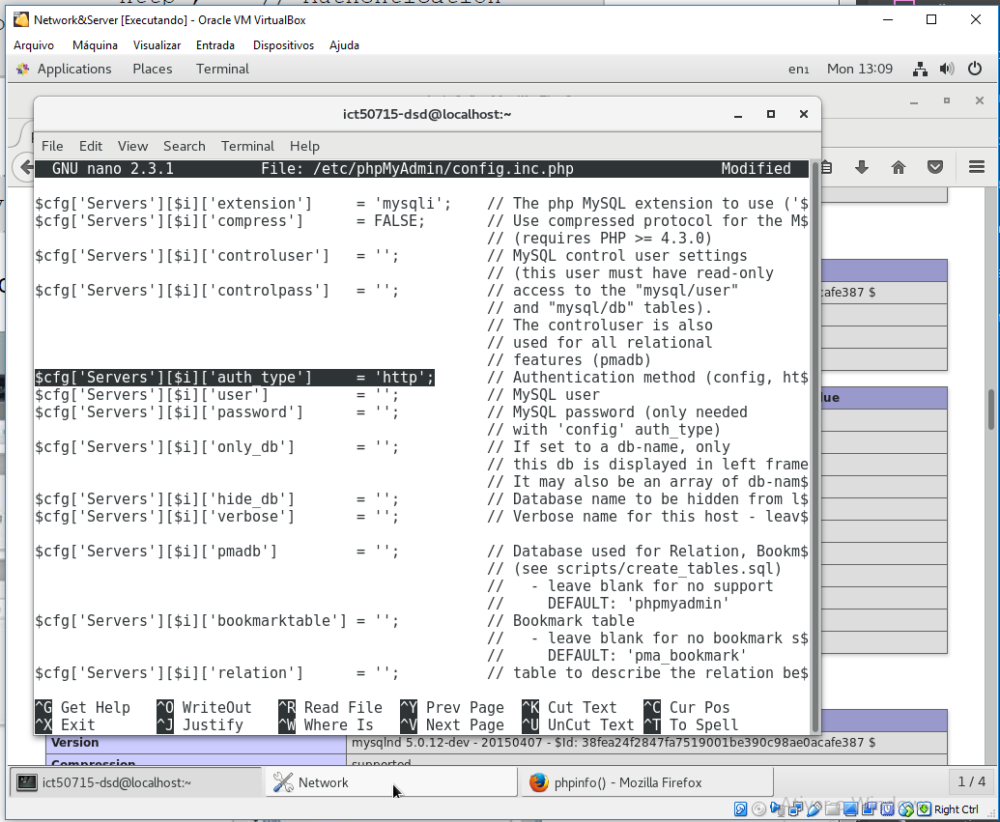 Network&Server [Executando] - Oracle VM VirtualBox
Arquivo Máquina Visualizar Entrada Dispositivos Ajuda
Applications Places Terminal en1 Mon 13:09
ict50715-dsd@localhost:~
File Edit View Search Terminal Help
GNU nano 2.3.1 File: /etc/phpMyAdmin/config.inc.php Modified
$cfg['Servers'][$i]['extension'] = 'mysqli'; // The php MySQL extension to use ('$
$cfg['Servers'][$i]['compress'] = FALSE; // Use compressed protocol for the M$
// (requires PHP >= 4.3.0)
$cfg['Servers'][$i]['controluser'] = ''; // MySQL control user settings
// (this user must have read-only
$cfg['Servers'][$i]['controlpass'] = ''; // access to the "mysql/user"
// and "mysql/db" tables).
// The controluser is also
// used for all relational
// features (pmadb)
$cfg['Servers'][$i]['auth_type'] = 'http'; // Authentication method (config, ht$
$cfg['Servers'][$i]['user'] = ''; // MySQL user
$cfg['Servers'][$i]['password'] = ''; // MySQL password (only needed
// with 'config' auth_type)
$cfg['Servers'][$i]['only_db'] = ''; // If set to a db-name, only
// this db is displayed in left frame
// It may also be an array of db-nam$
$cfg['Servers'][$i]['hide_db'] = ''; // Database name to be hidden from l$
$cfg['Servers'][$i]['verbose'] = ''; // Verbose name for this host - leav$
$cfg['Servers'][$i]['pmadb'] = ''; // Database used for Relation, Bookm$
// (see scripts/create_tables.sql)
// - leave blank for no support
// DEFAULT: 'phpmyadmin'
$cfg['Servers'][$i]['bookmarktable'] = ''; // Bookmark table
// - leave blank for no bookmark s$
// DEFAULT: 'pma_bookmark'
$cfg['Servers'][$i]['relation'] = ''; // table to describe the relation be$
^G Get Help ^O WriteOut ^R Read File ^Y Prev Page ^K Cut Text ^C Cur Pos
^X Exit ^J Justify ^W Where Is ^V Next Page ^U UnCut Text ^T To Spell
cafe387 $
lue
Version mysqlnd 5.0.12-dev - 20150407 - $Id: 38fea24f2847fa7519001be390c98ae0acafe387 $
Compression supported
ict50715-dsd@localhost:~ Network phpinfo() - Mozilla Firefox 1 / 4
Right Ctrl